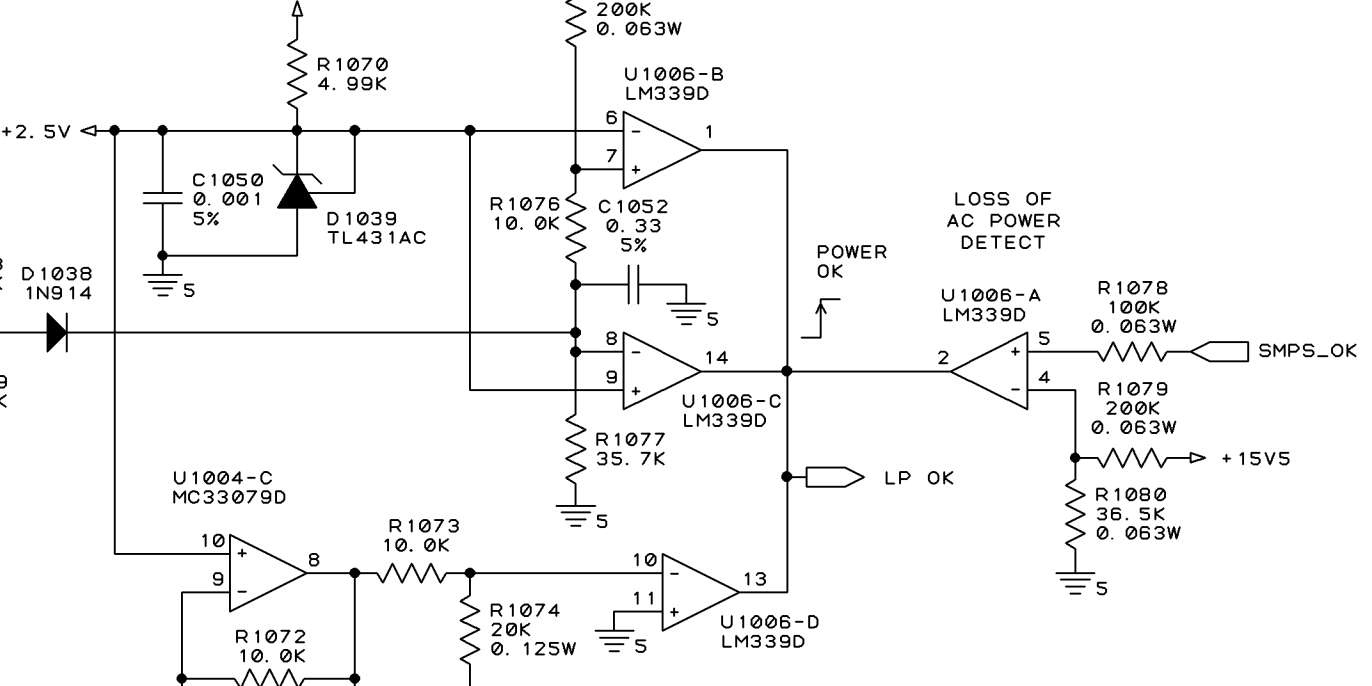 200K
0.063W
R1070
4.99K
U1006-B
LM339D
+2.5V
6
-
1
7
+
C1050
0.001
5%
D1039
TL431AC
R1076
10.0K
C1052
0.33
5%
LOSS OF
AC POWER
DETECT
POWER
OK
D1038
1N914
5
5
U1006-A
LM339D
R1078
100K
0.063W
8
-
14
9
+
U1006-C
LM339D
2
5
+
4
-
SMPS_OK
R1079
200K
0.063W
9
K
R1077
35.7K
5
+15V5
LP OK
R1080
36.5K
0.063W
5
U1004-C
MC33079D
10
+
8
9
-
R1073
10.0K
10
-
13
11
+
5
U1006-D
LM339D
R1074
20K
0.125W
R1072
10.0K